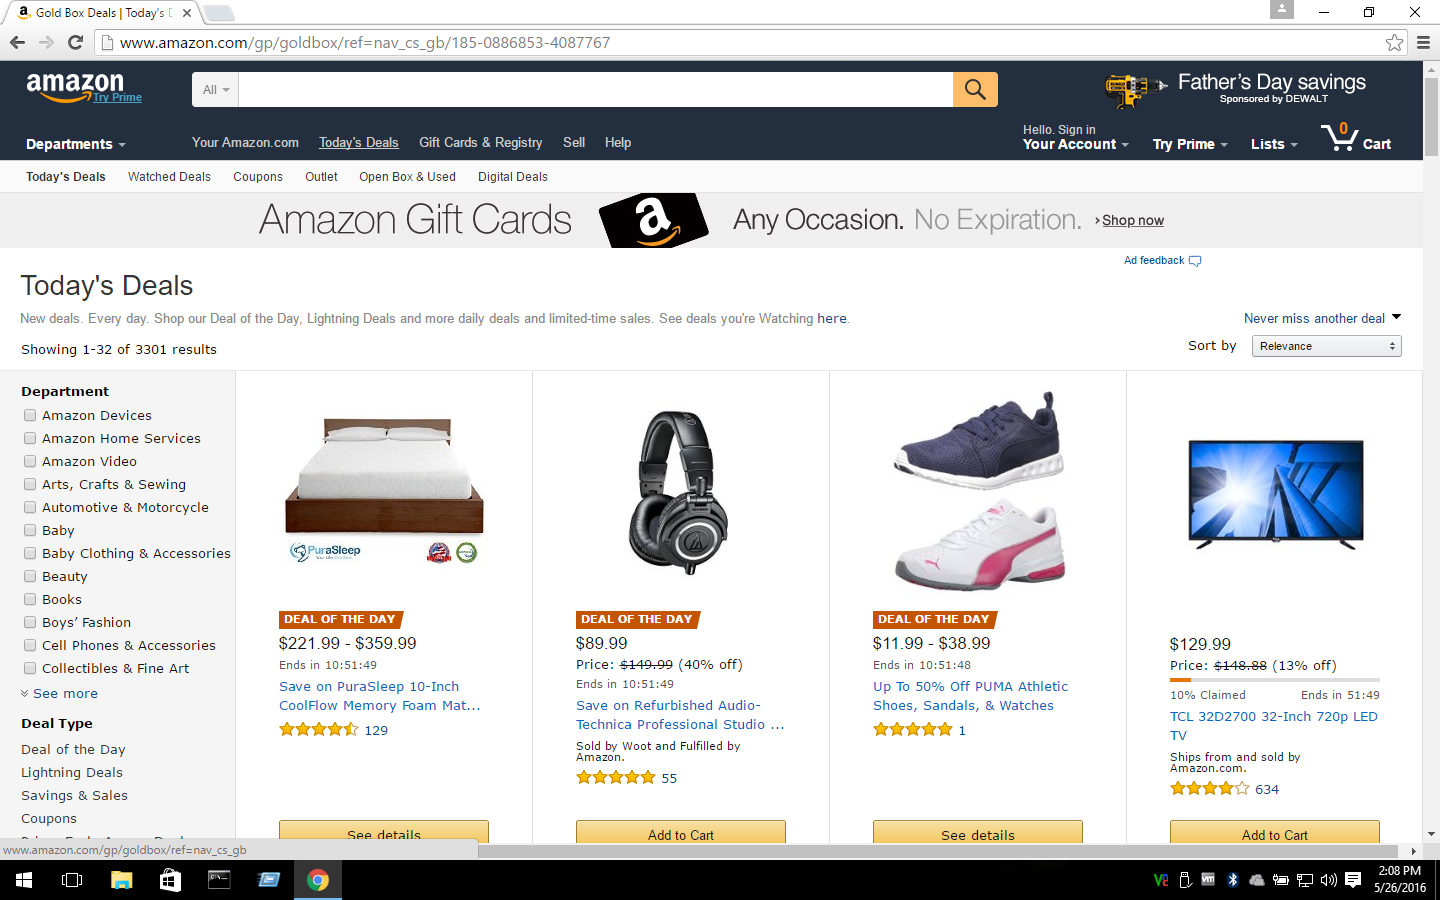 Gold Box Deals | Today's D
www.amazon.com/gp/goldbox/ref=nav_cs_gb/185-0886853-4087767
amazon
Try Prime
All
Father's Day savings
Sponsored by DEWALT
Departments
Your Amazon.com
Today's Deals
Gift Cards & Registry
Sell
Help
Hello. Sign in
Your Account
Try Prime
Lists
0
Cart
Today's Deals
Watched Deals
Coupons
Outlet
Open Box & Used
Digital Deals
Amazon Gift Cards
a
Any Occasion. No Expiration.
Shop now
Ad feedback
Today's Deals
New deals. Every day. Shop our Deal of the Day, Lightning Deals and more daily deals and limited-time sales. See deals you're Watching here.
Never miss another deal
Showing 1-32 of 3301 results
Sort by
Relevance
Department
Amazon Devices
Amazon Home Services
Amazon Video
Arts, Crafts & Sewing
Automotive & Motorcycle
Baby
Baby Clothing & Accessories
Beauty
Books
Boys' Fashion
Cell Phones & Accessories
Collectibles & Fine Art
See more
Deal Type
Deal of the Day
Lightning Deals
Savings & Sales
Coupons
PuraSleep
DEAL OF THE DAY
$221.99 - $359.99
Ends in 10:51:49
Save on PuraSleep 10-Inch
CoolFlow Memory Foam Mat...
129
See details
DEAL OF THE DAY
$89.99
Price: $149.99 (40% off)
Ends in 10:51:49
Save on Refurbished Audio-
Technica Professional Studio ...
Sold by Woot and Fulfilled by
Amazon.
55
Add to Cart
DEAL OF THE DAY
$11.99 - $38.99
Ends in 10:51:48
Up To 50% Off PUMA Athletic
Shoes, Sandals, & Watches
1
See details
$129.99
Price: $148.88 (13% off)
10% Claimed
Ends in 51:49
TCL 32D2700 32-Inch 720p LED
TV
Ships from and sold by
Amazon.com.
634
Add to Cart
www.amazon.com/gp/goldbox/ref=nav_cs_gb
2:08 PM
5/26/2016